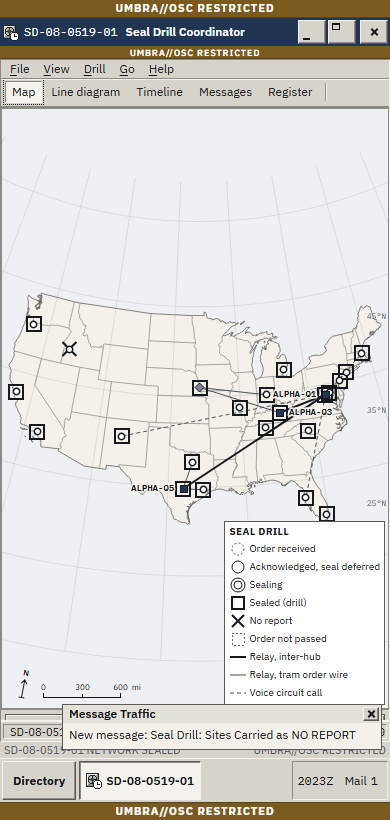 UMBRA//OSC RESTRICTED
SD-08-0519-01 Seal Drill Coordinator
UMBRA//OSC RESTRICTED
File View Drill Go Help
Map Line diagram Timeline Messages Register
45°N
ALPHA-01
ALPHA-03
35°N
ALPHA-05
25°N
SEAL DRILL
Order received
Acknowledged, seal deferred
Sealing
Sealed (drill)
No report
Order not passed
Relay, inter-hub
Relay, tram order wire
Voice circuit call
N
0 300 600 mi
Message Traffic
SD-08-051
New message: Seal Drill: Sites Carried as NO REPORT
SD-08-0519-01 NETWORK SEALED UMBRA//OSC RESTRICTED
Directory SD-08-0519-01 2023Z Mail 1
UMBRA//OSC RESTRICTED